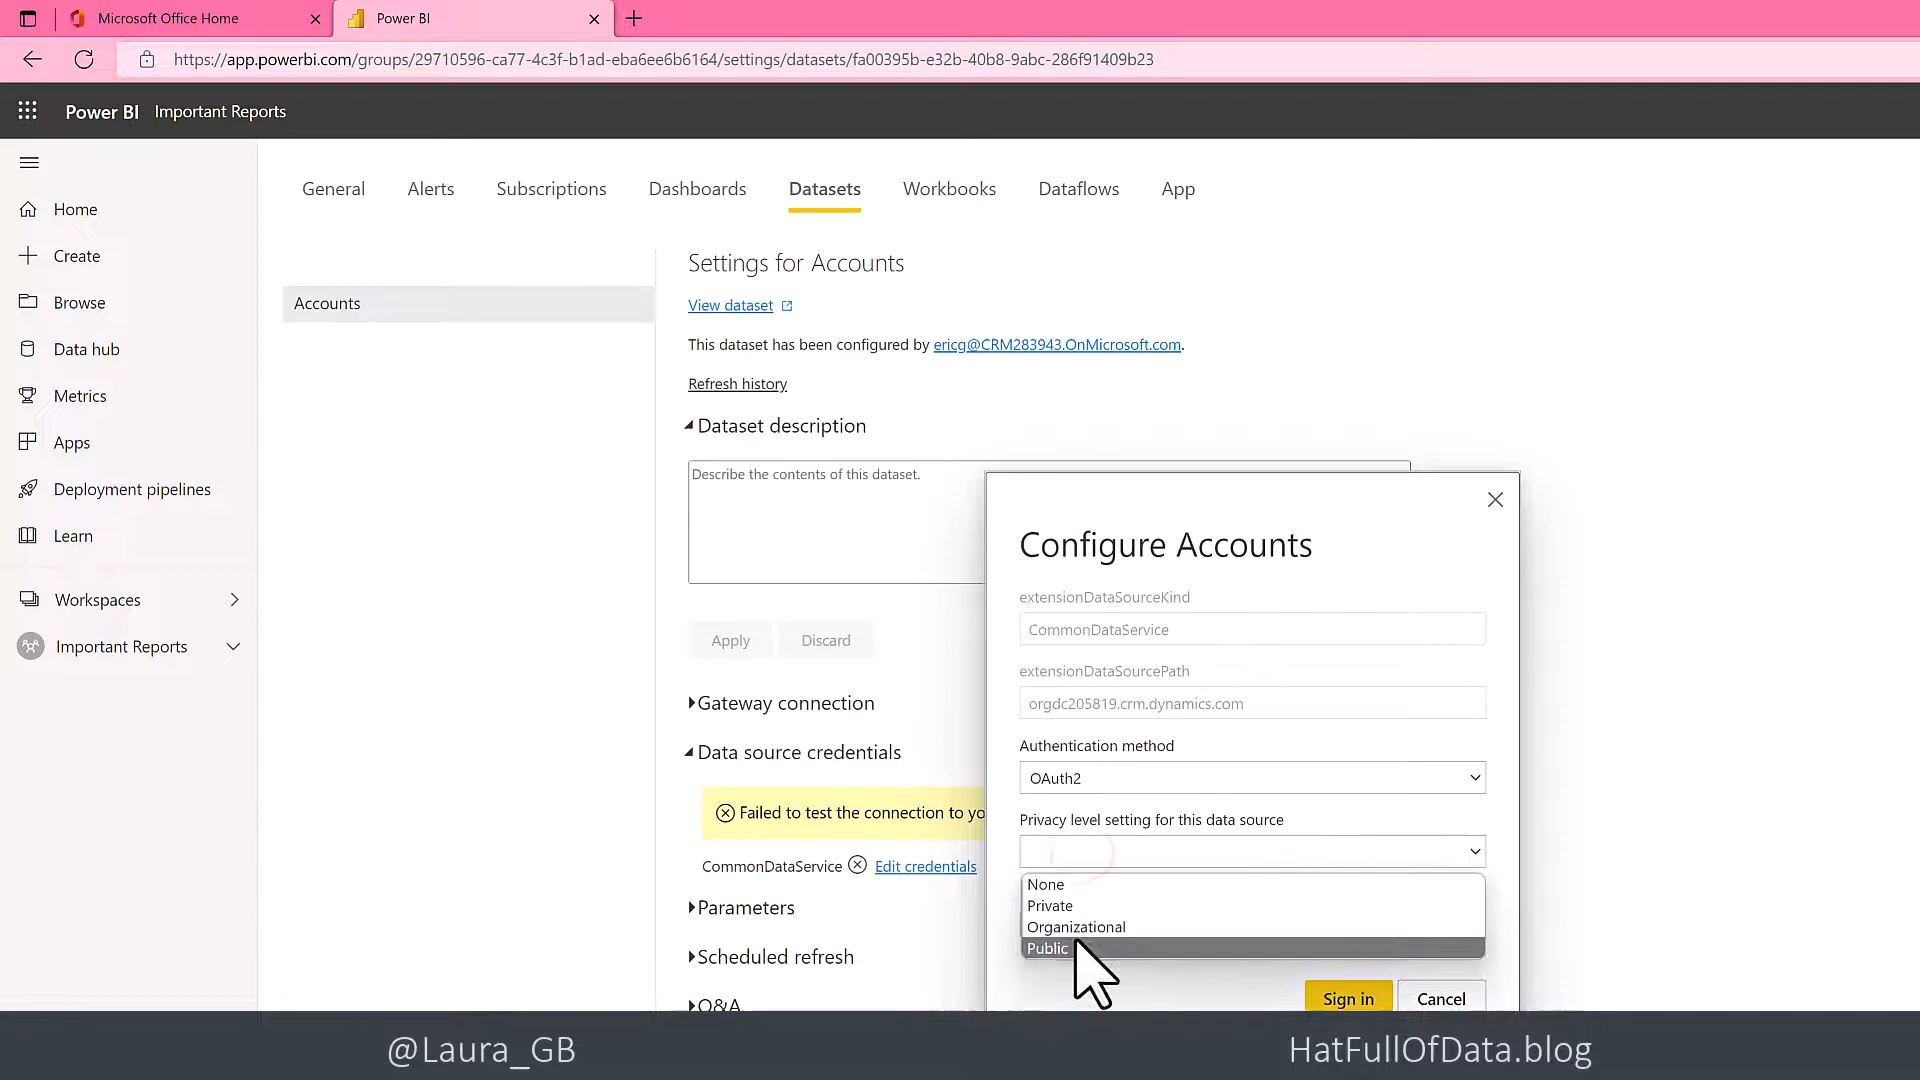 Microsoft Office Home
Power BI
https://app.powerbi.com/groups/29710596-ca77-4c3f-b1ad-eba6ee6b6164/settings/datasets/fa00395b-e32b-40b8-9abc-286f91409b23
Power BI Important Reports
Home
Create
Browse
Data hub
Metrics
Apps
Deployment pipelines
Learn
Workspaces
Important Reports
General Alerts Subscriptions Dashboards Datasets Workbooks Dataflows App
Accounts
Settings for Accounts
View dataset
This dataset has been configured by ericg@CRM283943.OnMicrosoft.com.
Refresh history
Dataset description
Describe the contents of this dataset.
Apply Discard
Gateway connection
Data source credentials
Failed to test the connection to yo
CommonDataService Edit credentials
Parameters
Scheduled refresh
Q&A
Configure Accounts
extensionDataSourceKind
CommonDataService
extensionDataSourcePath
orgdc205819.crm.dynamics.com
Authentication method
OAuth2
Privacy level setting for this data source
None
Private
Organizational
Public
Sign in Cancel
@Laura_GB
HatFullOfData.blog